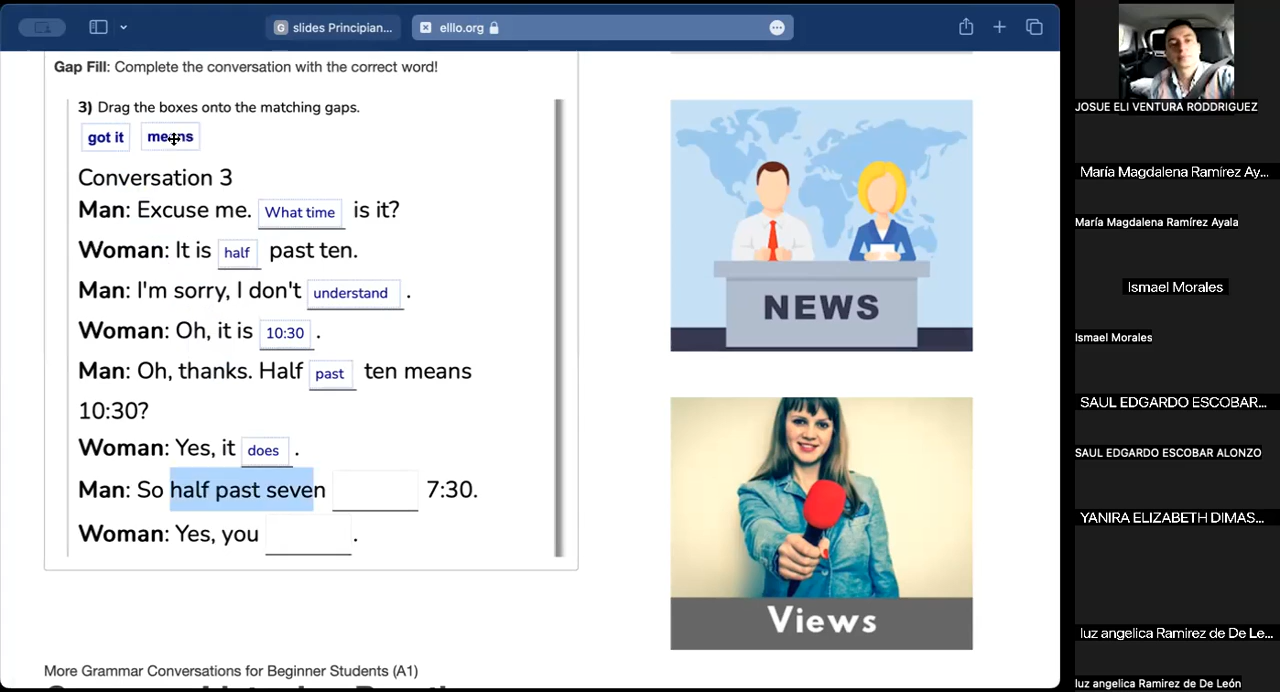 slides Principian...
elllo.org
Gap Fill: Complete the conversation with the correct word!
3) Drag the boxes onto the matching gaps.
got it means
Conversation 3
Man: Excuse me. What time is it?
Woman: It is half past ten.
Man: I'm sorry, I don't understand .
Woman: Oh, it is 10:30 .
Man: Oh, thanks. Half past ten means
10:30?
Woman: Yes, it does .
Man: So half past seven 7:30.
Woman: Yes, you .
More Grammar Conversations for Beginner Students (A1)
NEWS
Views
JOSUE ELI VENTURA RODDRIGUEZ
María Magdalena Ramírez Ay...
María Magdalena Ramírez Ayala
Ismael Morales
Ismael Morales
SAUL EDGARDO ESCOBAR...
SAUL EDGARDO ESCOBAR ALONZO
YANIRA ELIZABETH DIMAS...
luz angelica Ramirez de De Le...
luz angelica Ramirez de De León